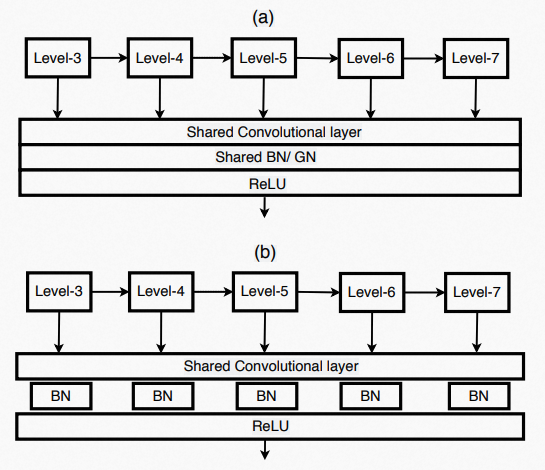 (a)
Level-3 Level-4 Level-5 Level-6 Level-7
Shared Convolutional layer
Shared BN/ GN
ReLU
(b)
Level-3 Level-4 Level-5 Level-6 Level-7
Shared Convolutional layer
BN BN BN BN BN
ReLU